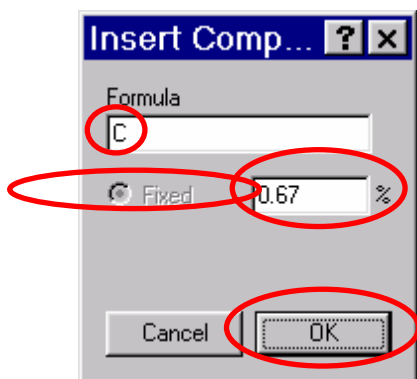 Insert Comp... ? ×
Formula
C
Fixed 0.67 %
Cancel OK